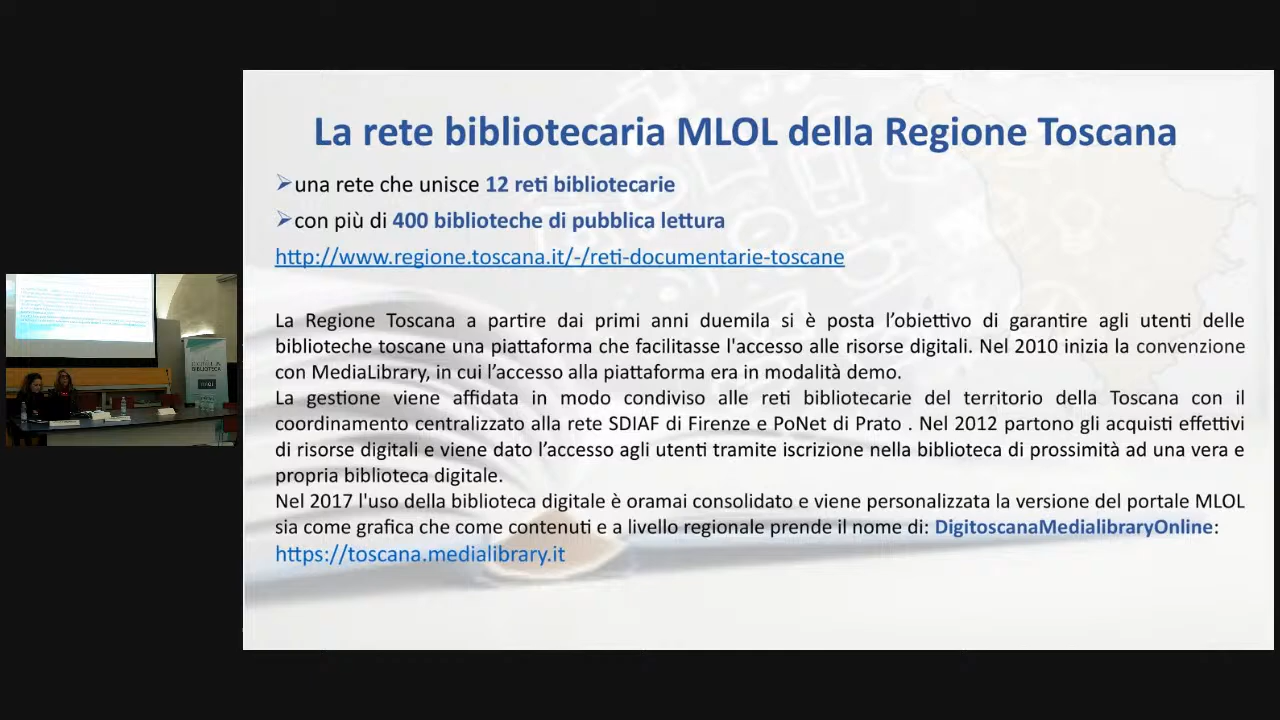 La rete bibliotecaria MLOL della Regione Toscana
➢una rete che unisce 12 reti bibliotecarie
➢con più di 400 biblioteche di pubblica lettura
http://www.regione.toscana.it/-/reti-documentarie-toscane
La Regione Toscana a partire dai primi anni duemila si è posta l’obiettivo di garantire agli utenti delle
biblioteche toscane una piattaforma che facilitasse l'accesso alle risorse digitali. Nel 2010 inizia la convenzione
con MediaLibrary, in cui l’accesso alla piattaforma era in modalità demo.
La gestione viene affidata in modo condiviso alle reti bibliotecarie del territorio della Toscana con il
coordinamento centralizzato alla rete SDIAF di Firenze e PoNet di Prato . Nel 2012 partono gli acquisti effettivi
di risorse digitali e viene dato l’accesso agli utenti tramite iscrizione nella biblioteca di prossimità ad una vera e
propria biblioteca digitale.
Nel 2017 l'uso della biblioteca digitale è oramai consolidato e viene personalizzata la versione del portale MLOL
sia come grafica che come contenuti e a livello regionale prende il nome di: DigitoscanaMedialibraryOnline:
https://toscana.medialibrary.it
BIBLIOTECA